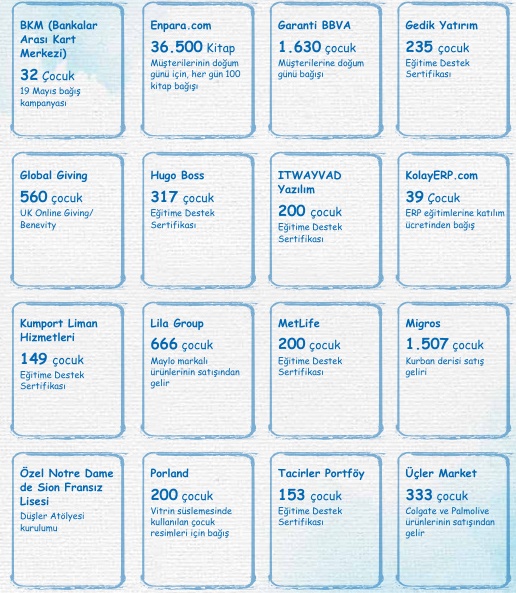 BKM (Bankalar
Arası Kart
Merkezi)
32 Çocuk
19 Mayıs bağış
kampanyası
Enpara.com
36.500 Kitap
Müşterilerinin doğum
günü için, her gün 100
kitap bağışı
Garanti BBVA
1.630 çocuk
Müşterilerine doğum
günü bağışı
Gedik Yatırım
235 çocuk
Eğitime Destek
Sertifikası
Global Giving
560 çocuk
UK Online Giving/
Benevity
Hugo Boss
317 çocuk
Eğitime Destek
Sertifikası
ITWAYVAD
Yazılım
200 çocuk
Eğitime Destek
Sertifikası
KolayERP.com
39 Çocuk
ERP eğitimlerine katılım
ücretinden bağış
Kumport Liman
Hizmetleri
149 çocuk
Eğitime Destek
Sertifikası
Lila Group
666 çocuk
Maylo markalı
ürünlerinin satışından
gelir
MetLife
200 çocuk
Eğitime Destek
Sertifikası
Migros
1.507 çocuk
Kurban derisi satış
geliri
Özel Notre Dame
de Sion Fransız
Lisesi
Düşler Atölyesi
kurulumu
Porland
200 çocuk
Vitrin süslemesinde
kullanılan çocuk
resimleri için bağış
Tacirler Portföy
153 çocuk
Eğitime Destek
Sertifikası
Üçler Market
333 çocuk
Colgate ve Palmolive
ürünlerinin satışından
gelir